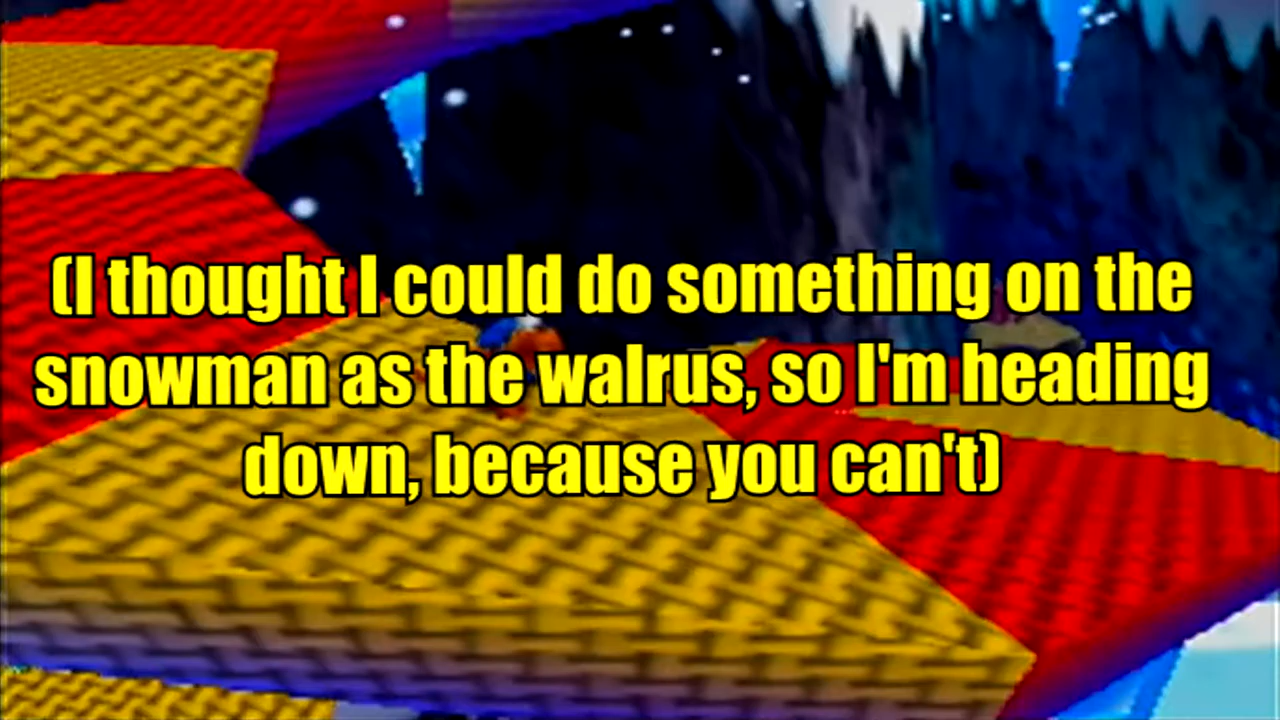 (I thought I could do something on the
snowman as the walrus, so I'm heading
down, because you can't)